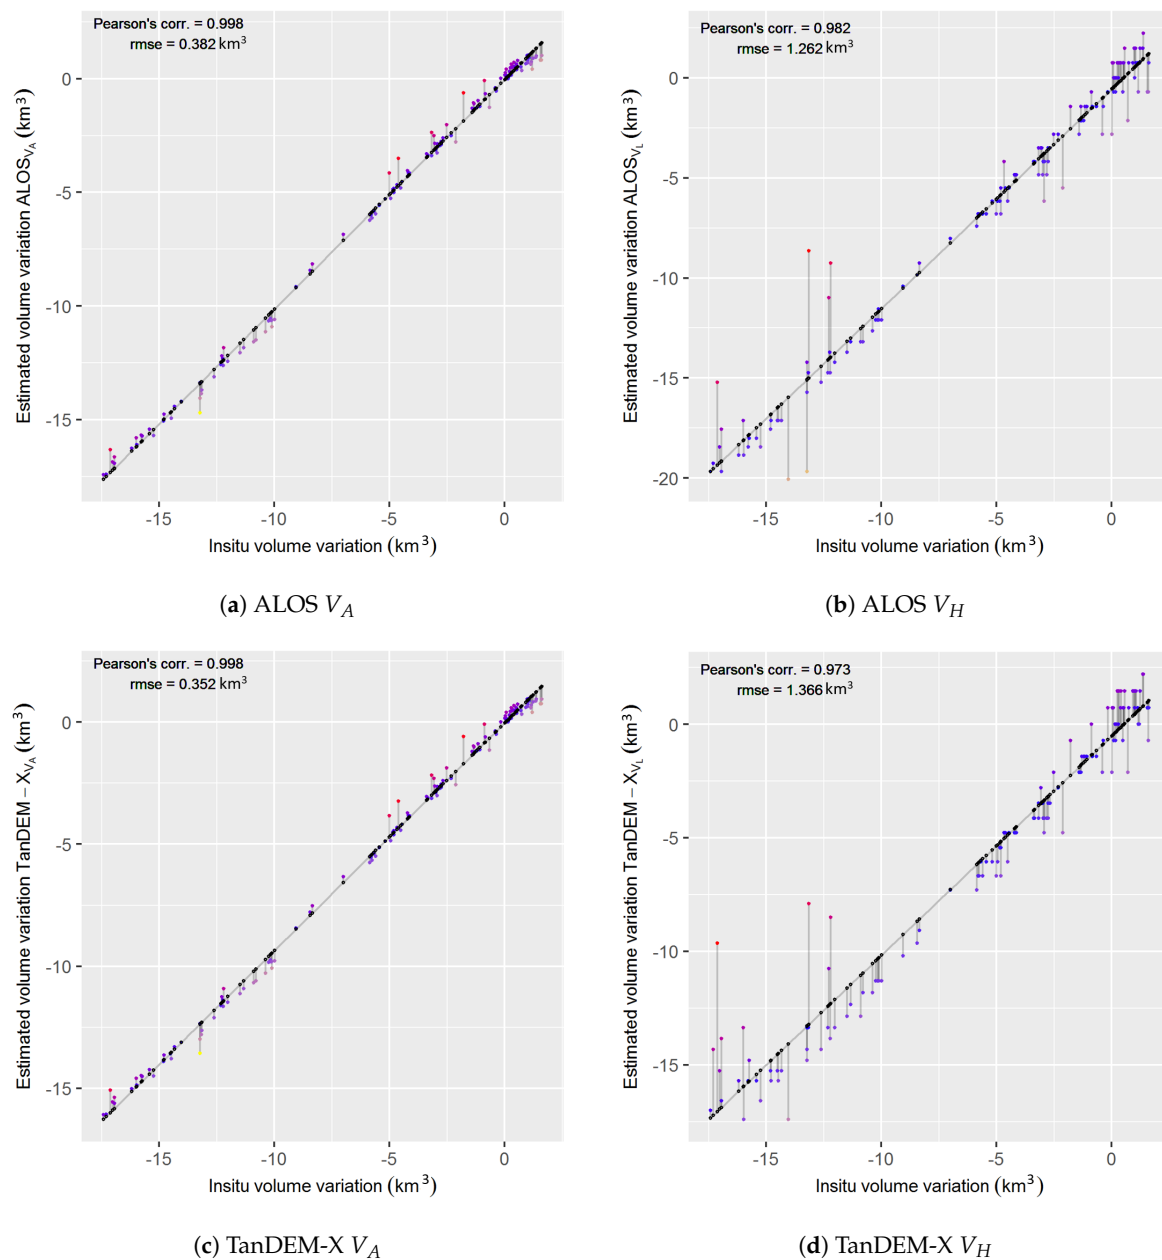 Pearson's corr. = 0.998
rmse = 0.382 km³
Estimated volume variation ALOS_V_A (km³)
0
-5
-10
-15
-15 -10 -5 0
Insitu volume variation (km³)
(a) ALOS V_A
Pearson's corr. = 0.982
rmse = 1.262 km³
Estimated volume variation ALOS_V_L (km³)
0
-5
-10
-15
-20
-15 -10 -5 0
Insitu volume variation (km³)
(b) ALOS V_H
Pearson's corr. = 0.998
rmse = 0.352 km³
Estimated volume variation TanDEM − X_V_A (km³)
0
-5
-10
-15
-15 -10 -5 0
Insitu volume variation (km³)
(c) TanDEM-X V_A
Pearson's corr. = 0.973
rmse = 1.366 km³
Estimated volume variation TanDEM − X_V_L (km³)
0
-5
-10
-15
-15 -10 -5 0
Insitu volume variation (km³)
(d) TanDEM-X V_H